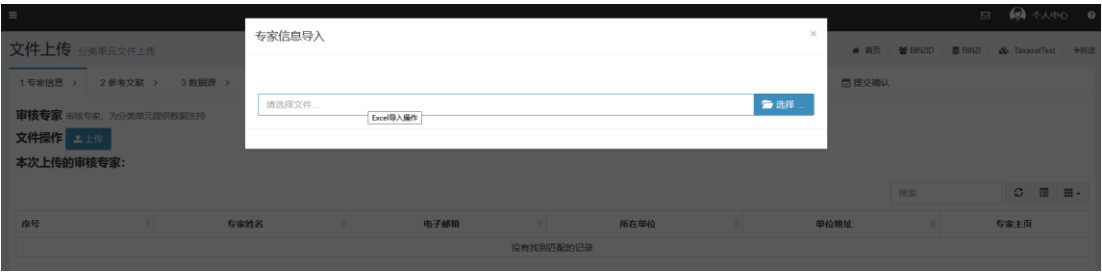 个人中心
专家信息导入 ×
文件上传 分类单元文件上传
首页 BINZID BINZI TaxasetTest
1 专家信息 > 2 参考文献 > 3 数据源 >
提交确认
请选择文件... 选择 ...
Excel导入操作
审核专家 审核专家，为分类单元提供数据支持
文件操作 上传
本次上传的审核专家：
搜索
序号 专家姓名 电子邮箱 所在单位 单位地址 专家主页
没有找到匹配的记录